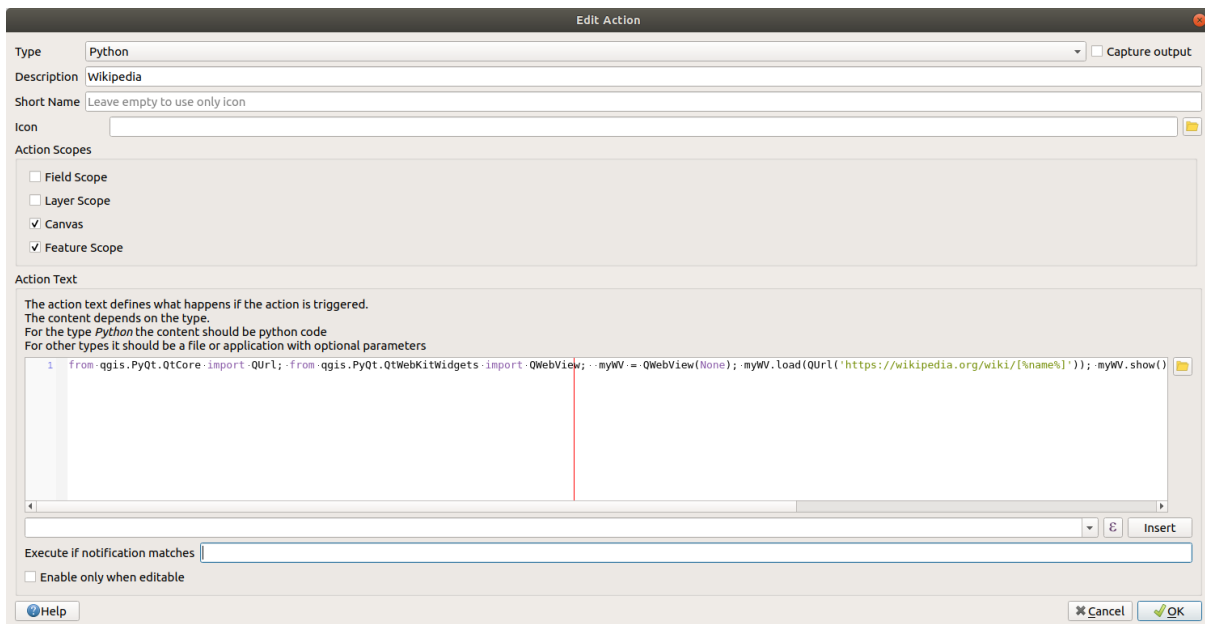 Edit Action
Type Python Capture output
Description Wikipedia
Short Name Leave empty to use only icon
Icon
Action Scopes
Field Scope
Layer Scope
Canvas
Feature Scope
Action Text
The action text defines what happens if the action is triggered.
The content depends on the type.
For the type Python the content should be python code
For other types it should be a file or application with optional parameters
1 from qgis.PyQt.QtCore import QUrl; from qgis.PyQt.QtWebKitWidgets import QWebView;  myWV = QWebView(None); myWV.load(QUrl('https://wikipedia.org/wiki/[%name%]')); myWV.show()
ε Insert
Execute if notification matches
Enable only when editable
Help Cancel OK